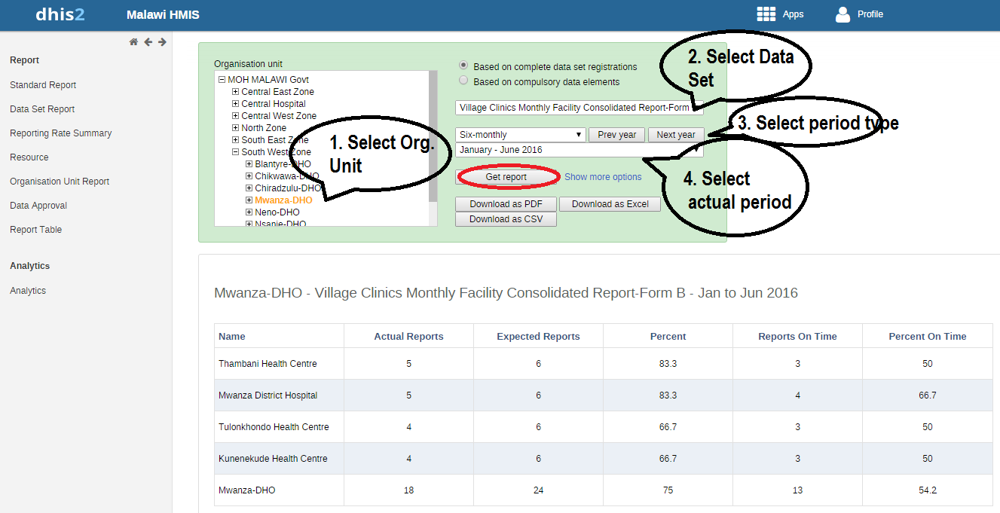 dhis2 Malawi HMIS Apps Profile
Report
Standard Report
Data Set Report
Reporting Rate Summary
Resource
Organisation Unit Report
Data Approval
Report Table
Analytics
Analytics
Organisation unit
MOH MALAWI Govt
Central East Zone
Central Hospital
Central West Zone
North Zone
South East Zone
South West Zone
Blantyre-DHO
Chikwawa-DHO
Chiradzulu-DHO
Mwanza-DHO
Neno-DHO
Nsanje-DHO
1. Select Org.
Unit
Based on complete data set registrations
Based on compulsory data elements
Village Clinics Monthly Facility Consolidated Report-Form
2. Select Data
Set
Six-monthly Prev year Next year
3. Select period type
January - June 2016
4. Select
actual period
Get report Show more options
Download as PDF Download as Excel
Download as CSV
Mwanza-DHO - Village Clinics Monthly Facility Consolidated Report-Form B - Jan to Jun 2016
Name Actual Reports Expected Reports Percent Reports On Time Percent On Time
Thambani Health Centre 5 6 83.3 3 50
Mwanza District Hospital 5 6 83.3 4 66.7
Tulonkhondo Health Centre 4 6 66.7 3 50
Kunenekude Health Centre 4 6 66.7 3 50
Mwanza-DHO 18 24 75 13 54.2